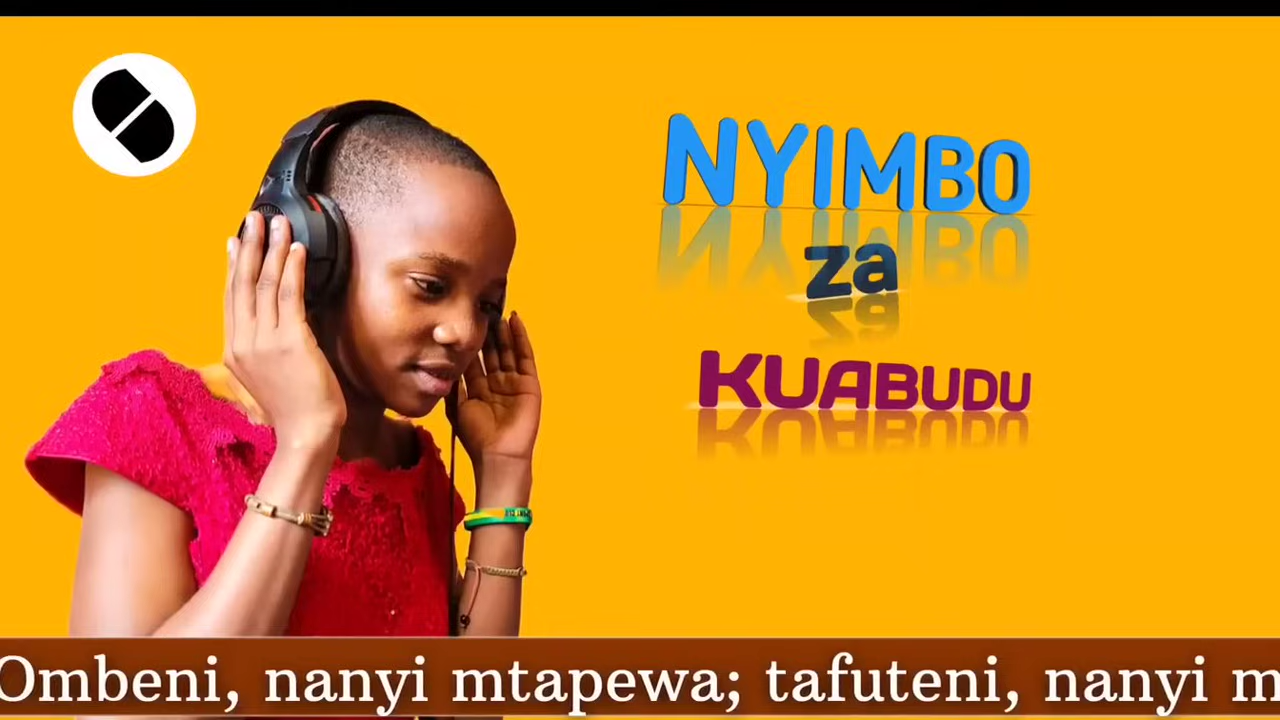 NYIMBO
za
KUABUDU
Ombeni, nanyi mtapewa; tafuteni, nanyi m